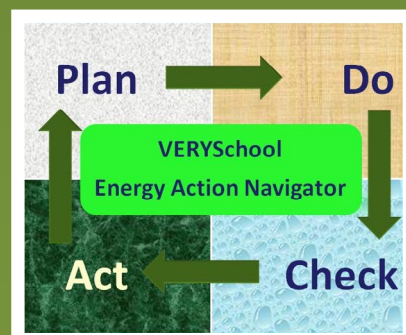 Plan
Do
VERYSchool
Energy Action Navigator
Act
Check